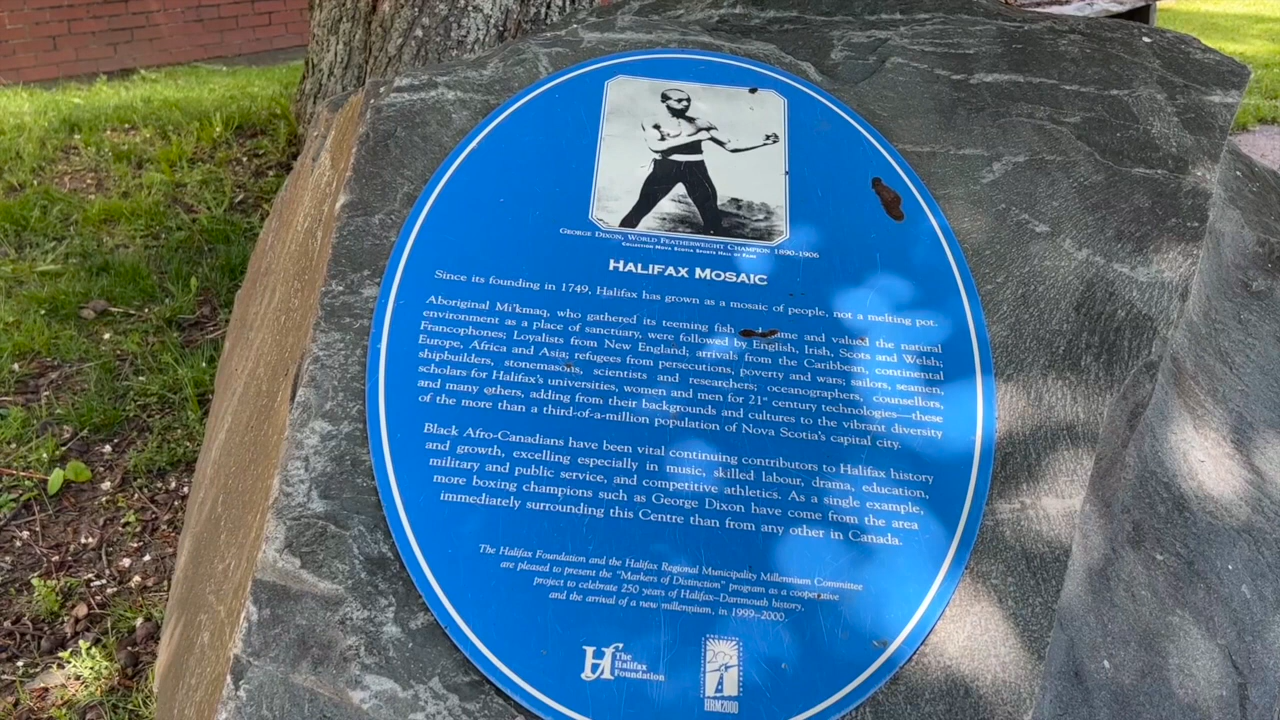 George Dixon, World Featherweight Champion 1890-1906
Collection Nova Scotia Sports Hall of Fame
Halifax Mosaic
Since its founding in 1749, Halifax has grown as a mosaic of people, not a melting pot.
Aboriginal Mi'kmaq, who gathered its teeming fish and game and valued the natural
environment as a place of sanctuary, were followed by English, Irish, Scots and Welsh;
Francophones; Loyalists from New England; arrivals from the Caribbean, continental
Europe, Africa and Asia; refugees from persecutions, poverty and wars; sailors, seamen,
shipbuilders, stonemasons, scientists and researchers; oceanographers, counsellors,
scholars for Halifax's universities, women and men for 21st century technologies—these
and many others, adding from their backgrounds and cultures to the vibrant diversity
of the more than a third-of-a-million population of Nova Scotia's capital city.
Black Afro-Canadians have been vital continuing contributors to Halifax history
and growth, excelling especially in music, skilled labour, drama, education,
military and public service, and competitive athletics. As a single example,
more boxing champions such as George Dixon have come from the area
immediately surrounding this Centre than from any other in Canada.
The Halifax Foundation and the Halifax Regional Municipality Millennium Committee
are pleased to present the "Markers of Distinction" program as a cooperative
project to celebrate 250 years of Halifax–Dartmouth history,
and the arrival of a new millennium, in 1999–2000.
The
Halifax
Foundation
HRM2000